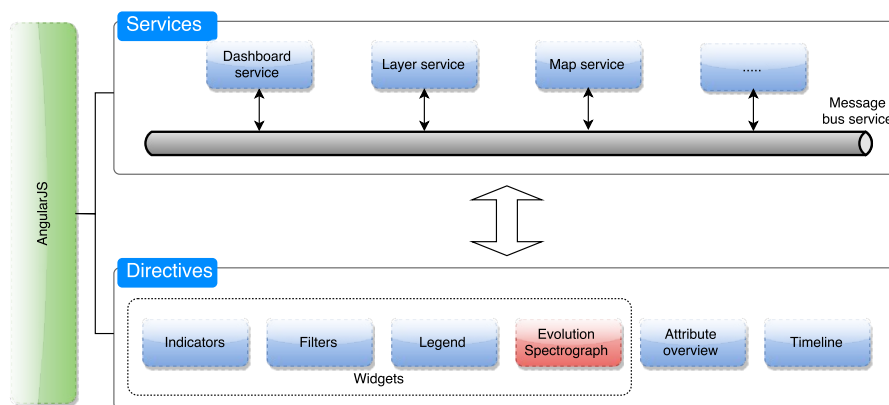 Services
Dashboard
service
Layer service
Map service
.....
Message
bus service
AngularJS
Directives
Indicators
Filters
Legend
Evolution
Spectrograph
Attribute
overview
Timeline
Widgets